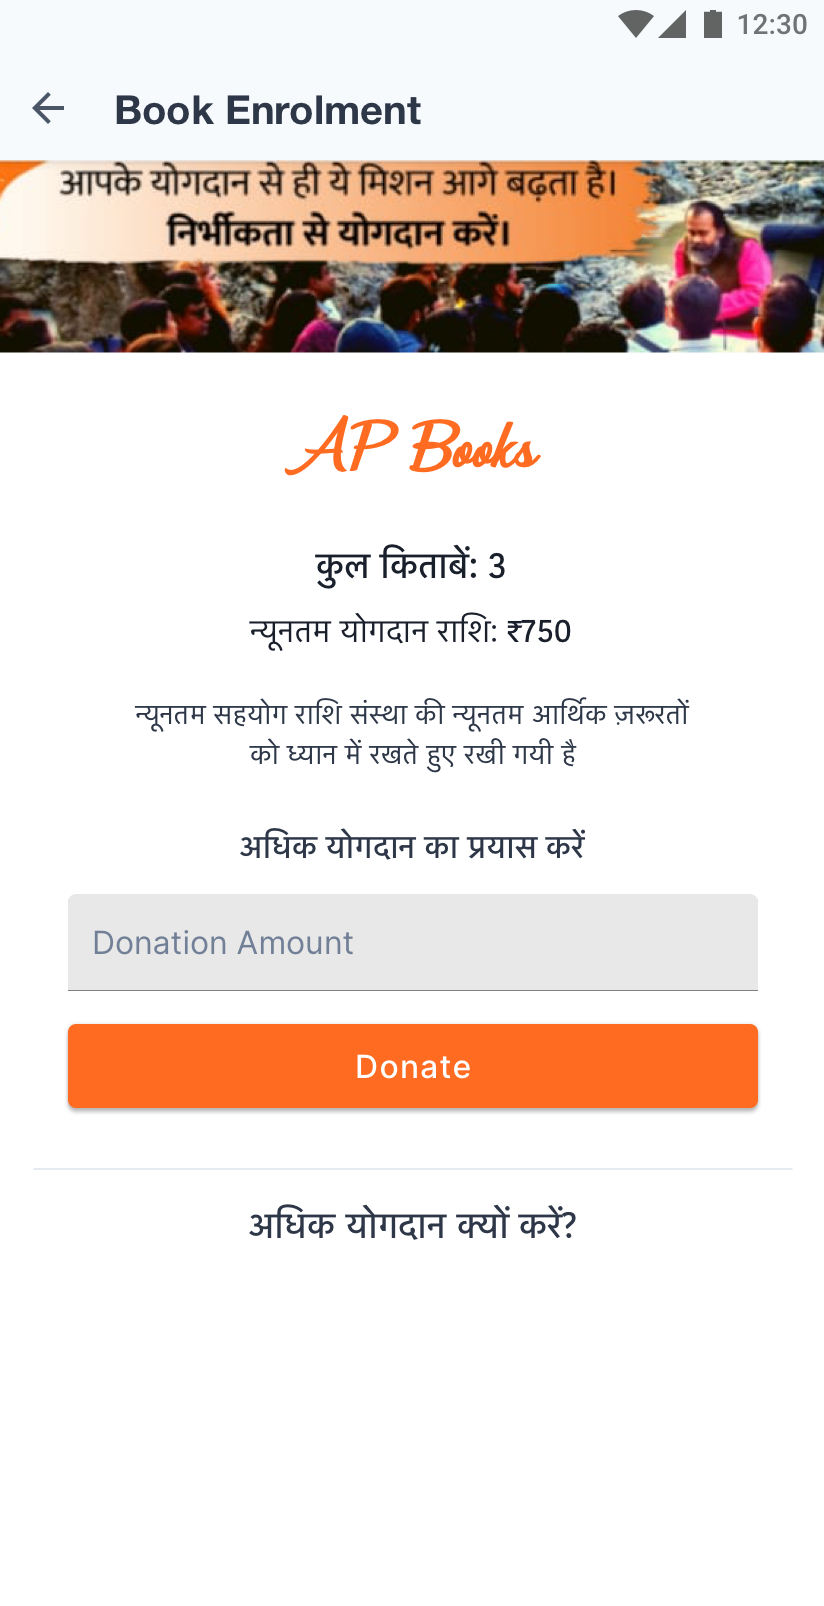 12:30
Book Enrolment
आपके योगदान से ही ये मिशन आगे बढ़ता है।
निर्भीकता से योगदान करें।
AP Books
कुल किताबें: 3
न्यूनतम योगदान राशि: ₹750
न्यूनतम सहयोग राशि संस्था की न्यूनतम आर्थिक ज़रूरतों
को ध्यान में रखते हुए रखी गयी है
अधिक योगदान का प्रयास करें
Donation Amount
Donate
अधिक योगदान क्यों करें?